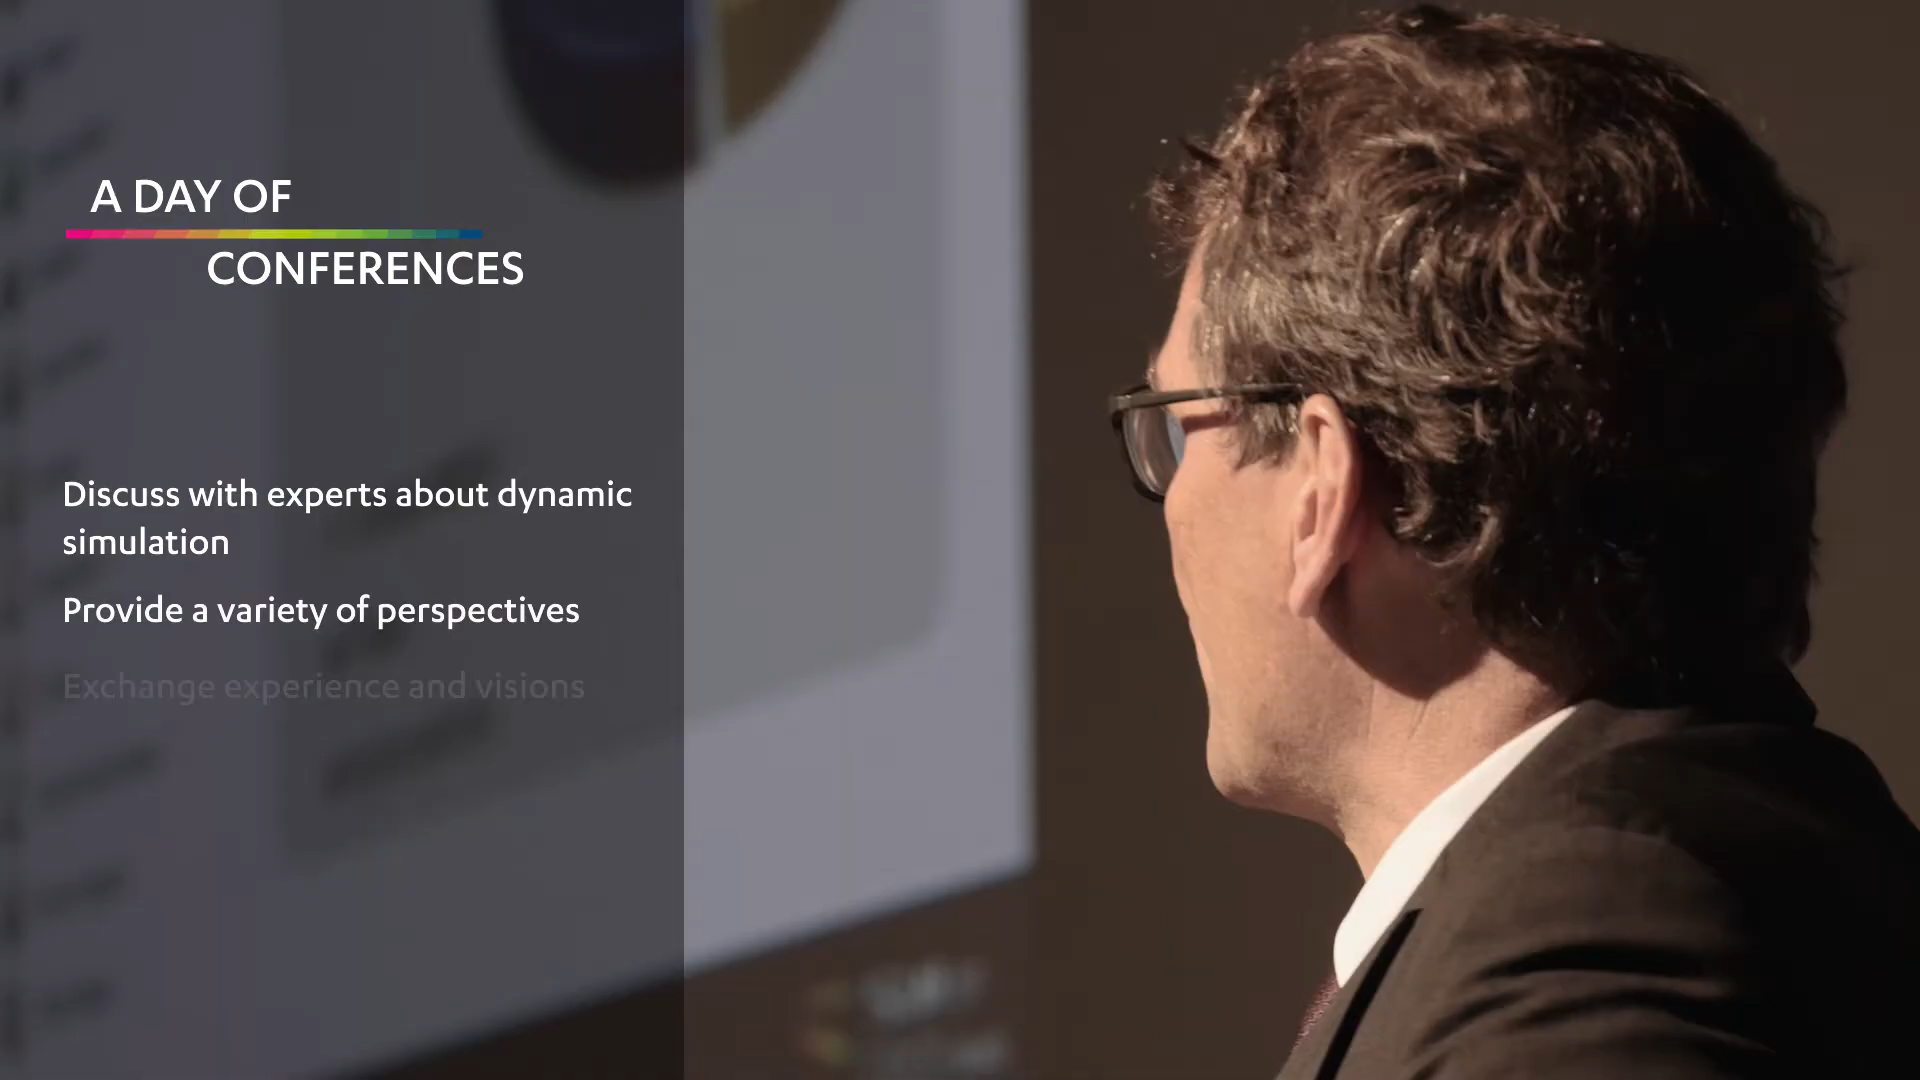 A DAY OF
CONFERENCES
Discuss with experts about dynamic
simulation
Provide a variety of perspectives
Exchange experience and visions